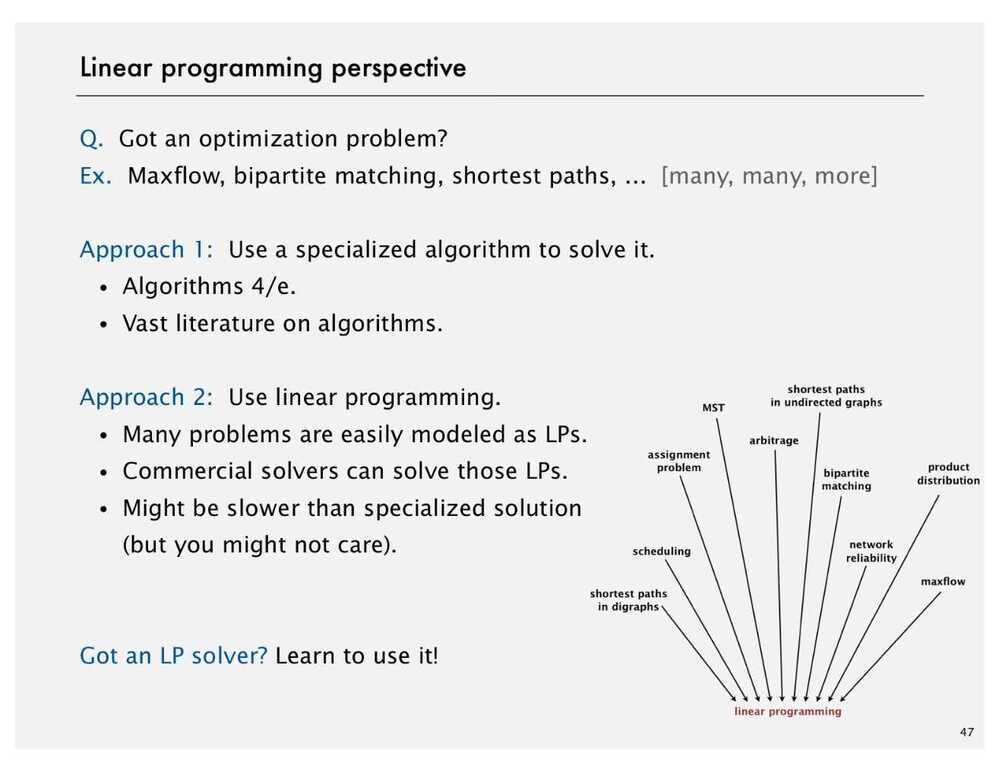 Linear programming perspective
Q. Got an optimization problem?
Ex. Maxflow, bipartite matching, shortest paths, … [many, many, more]
Approach 1: Use a specialized algorithm to solve it.
• Algorithms 4/e.
• Vast literature on algorithms.
Approach 2: Use linear programming.
• Many problems are easily modeled as LPs.
• Commercial solvers can solve those LPs.
• Might be slower than specialized solution
(but you might not care).
Got an LP solver? Learn to use it!
shortest paths
in undirected graphs
MST
arbitrage
assignment
problem
bipartite
matching
product
distribution
scheduling
network
reliability
maxflow
shortest paths
in digraphs
linear programming
47